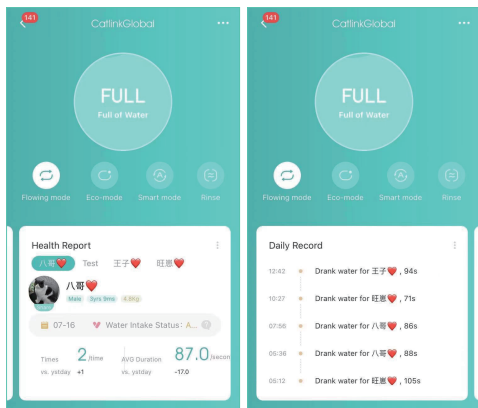 141
CatlinkGlobal
FULL
Full of Water
Flowing mode
Eco-mode
Smart mode
Rinse
Health Report
八哥❤️
Test
王子❤️
旺崽❤️
八哥❤️
Male
3yrs 9ms
4.8Kg
07-16
Water Intake Status: A...
Times
2 /time
AVG Duration
87.0 /secon
vs. ystday +1
vs. ystday -17.0
141
CatlinkGlobal
FULL
Full of Water
Flowing mode
Eco-mode
Smart mode
Rinse
Daily Record
12:42 Drank water for 王子❤️ , 94s
10:27 Drank water for 旺崽❤️ , 71s
07:56 Drank water for 八哥❤️ , 86s
05:36 Drank water for 八哥❤️ , 88s
05:12 Drank water for 旺崽❤️ , 105s